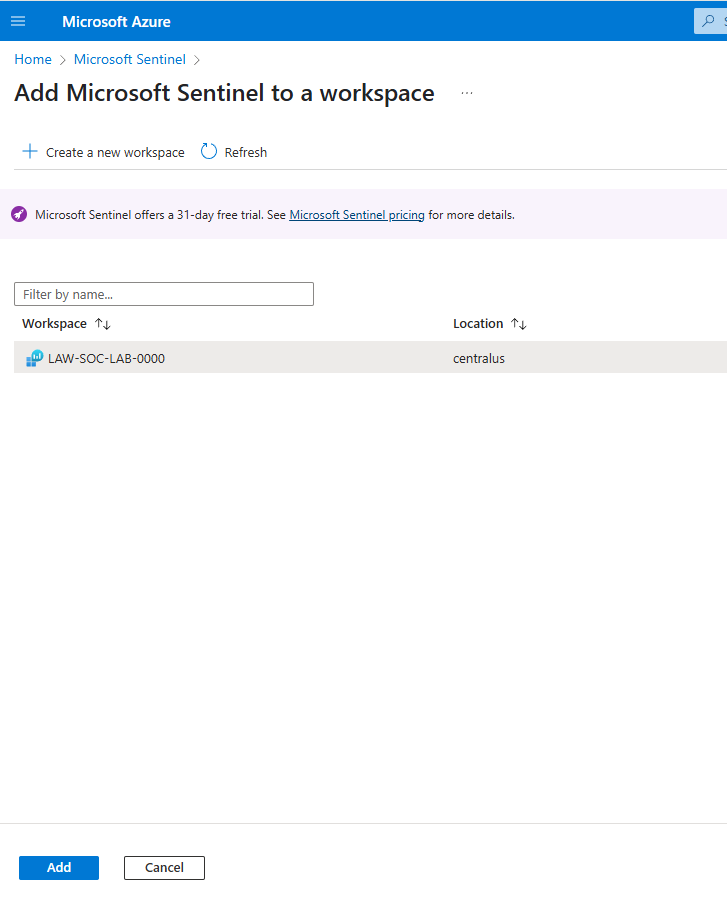 Microsoft Azure
Home > Microsoft Sentinel >
Add Microsoft Sentinel to a workspace ...
Create a new workspace Refresh
Microsoft Sentinel offers a 31-day free trial. See Microsoft Sentinel pricing for more details.
Filter by name...
Workspace ↑↓ Location ↑↓
LAW-SOC-LAB-0000 centralus
Add Cancel